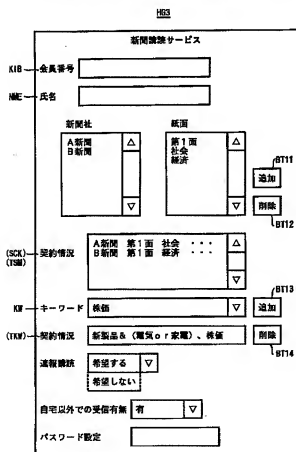 HG3
新聞購読サービス
KIB 会員番号
NME 氏名
新聞社 紙面
A新聞 第1面
B新聞 社会
経済
BT11
追加
削除
BT12
(SCK) 契約情況 A新聞 第1面 社会 ・・・
(TSM) B新聞 第1面 経済 ・・・
BT13
KW キーワード 株価 追加
(TKW) 契約情況 新製品&(電気or家電)、株価 削除
BT14
速報購読 希望する
希望しない
自宅以外での受信有無 有
パスワード設定